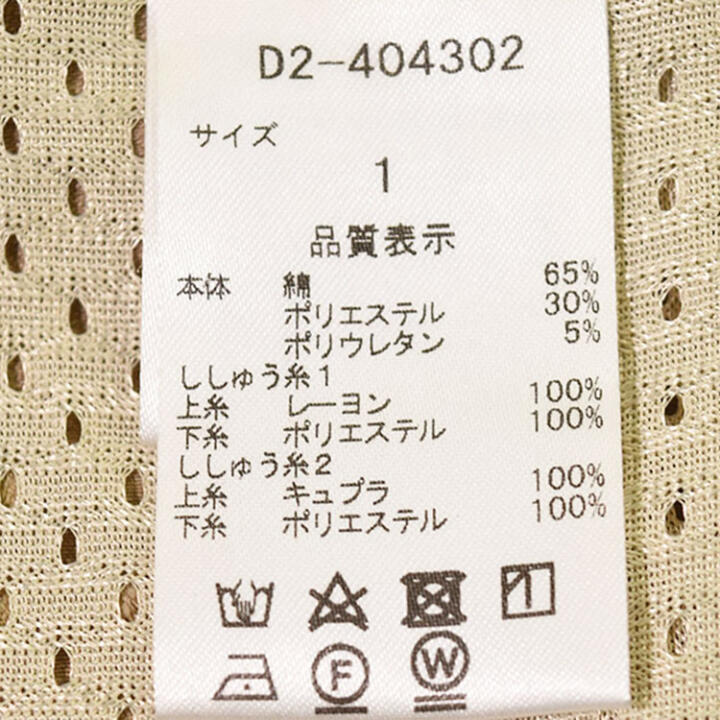 D2-404302
サイズ
1
品質表示
本体 綿 65%
ポリエステル 30%
ポリウレタン 5%
ししゅう糸1
上糸 レーヨン 100%
下糸 ポリエステル 100%
ししゅう糸2
上糸 キュプラ 100%
下糸 ポリエステル 100%
F W